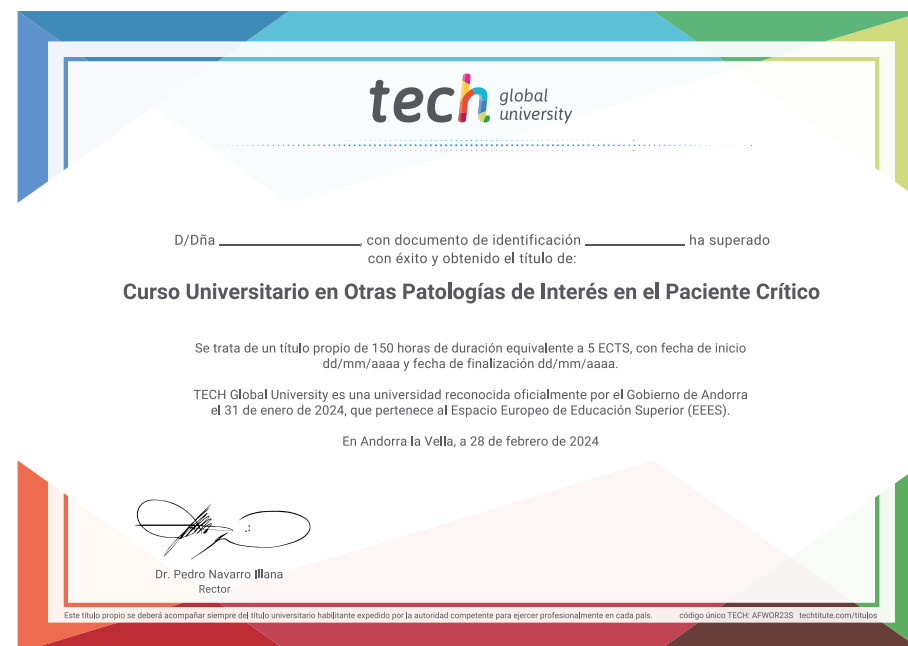 tech global university
D/Dña ____________________, con documento de identificación ______________ ha superado
con éxito y obtenido el título de:
Curso Universitario en Otras Patologías de Interés en el Paciente Crítico
Se trata de un título propio de 150 horas de duración equivalente a 5 ECTS, con fecha de inicio
dd/mm/aaaa y fecha de finalización dd/mm/aaaa.
TECH Global University es una universidad reconocida oficialmente por el Gobierno de Andorra
el 31 de enero de 2024, que pertenece al Espacio Europeo de Educación Superior (EEES).
En Andorra la Vella, a 28 de febrero de 2024
Dr. Pedro Navarro Illana
Rector
Este título propio se deberá acompañar siempre del título universitario habilitante expedido por la autoridad competente para ejercer profesionalmente en cada país. código único TECH: AFWOR23S techtitute.com/titulos